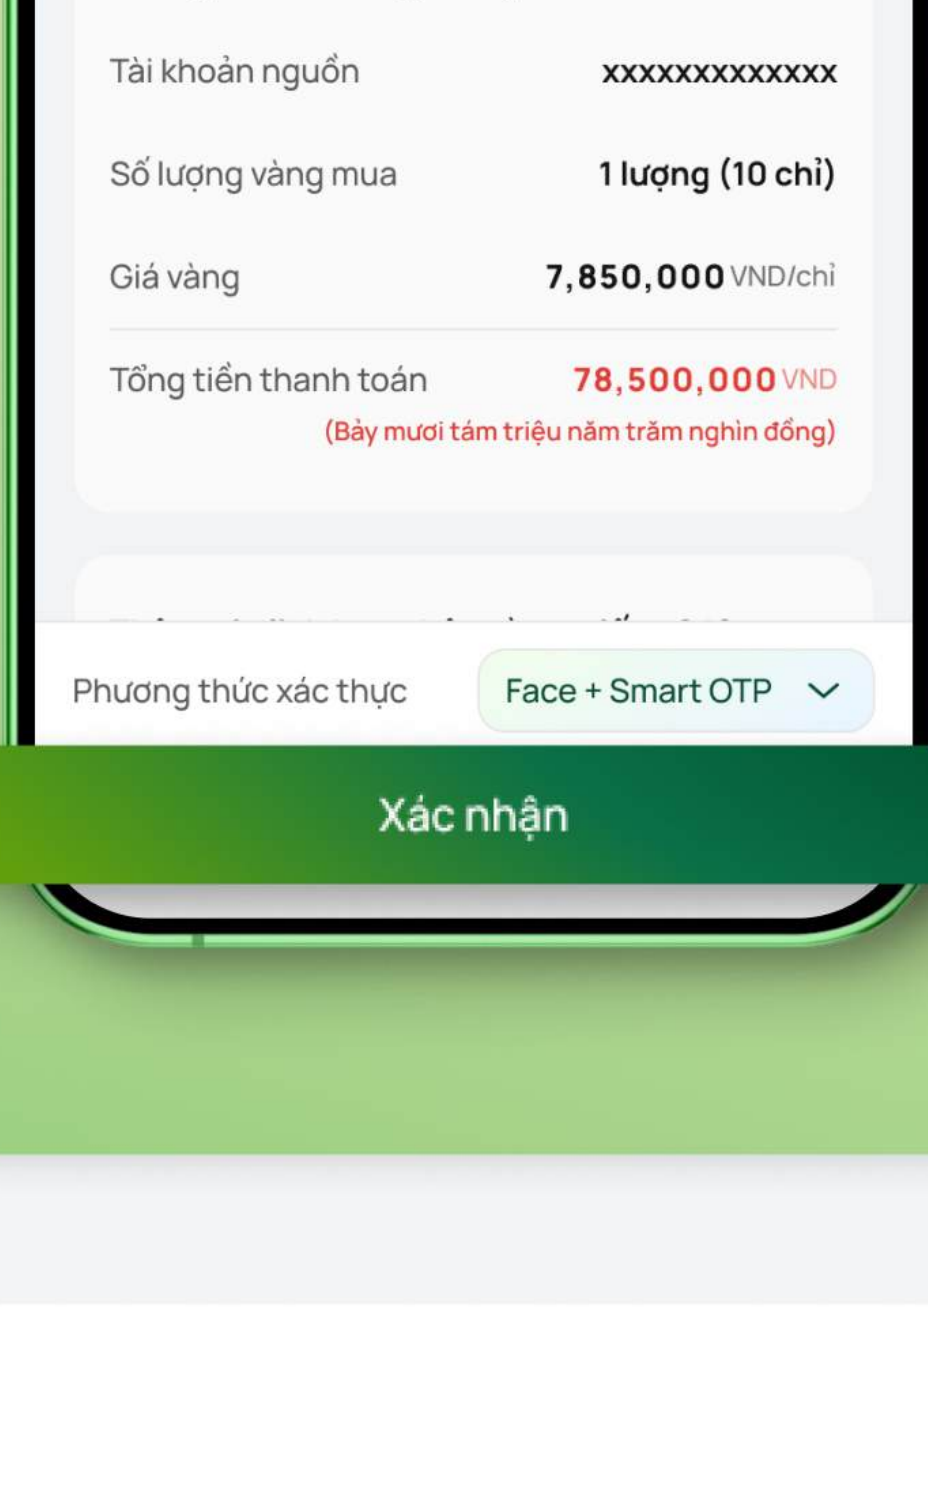 Tài khoản nguồn xxxxxxxxxxxxx
Số lượng vàng mua 1 lượng (10 chỉ)
Giá vàng 7,850,000 VND/chỉ
Tổng tiền thanh toán 78,500,000 VND
(Bảy mươi tám triệu năm trăm nghìn đồng)
Phương thức xác thực Face + Smart OTP
Xác nhận